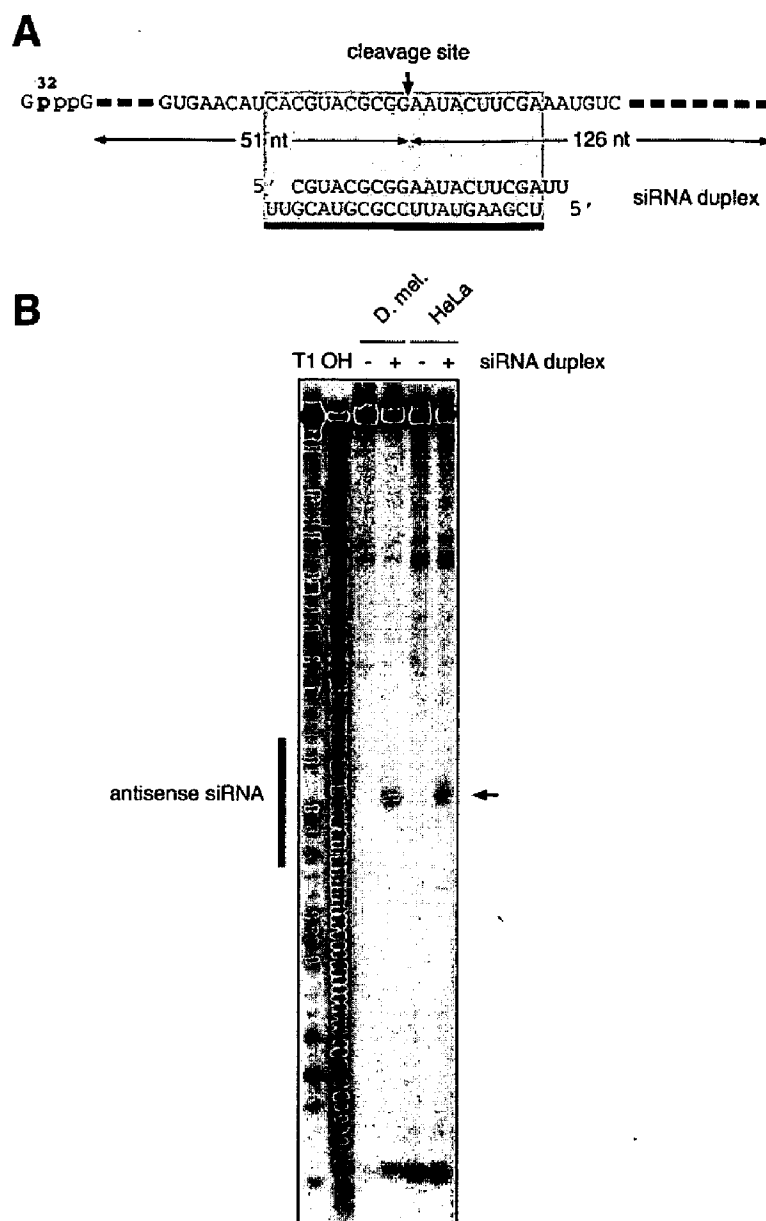 A
cleavage site
32
GpppG GUGAACAUCACGUACGCGGAAUACUUCGAAAUGUC
51 nt 126 nt
5′ CGUACGCGGAAUACUUCGAUU
siRNA duplex
UUGCAUGCGCCUUAUGAAGCU 5′
B
D. mel. HeLa
T1 OH - + - + siRNA duplex
antisense siRNA